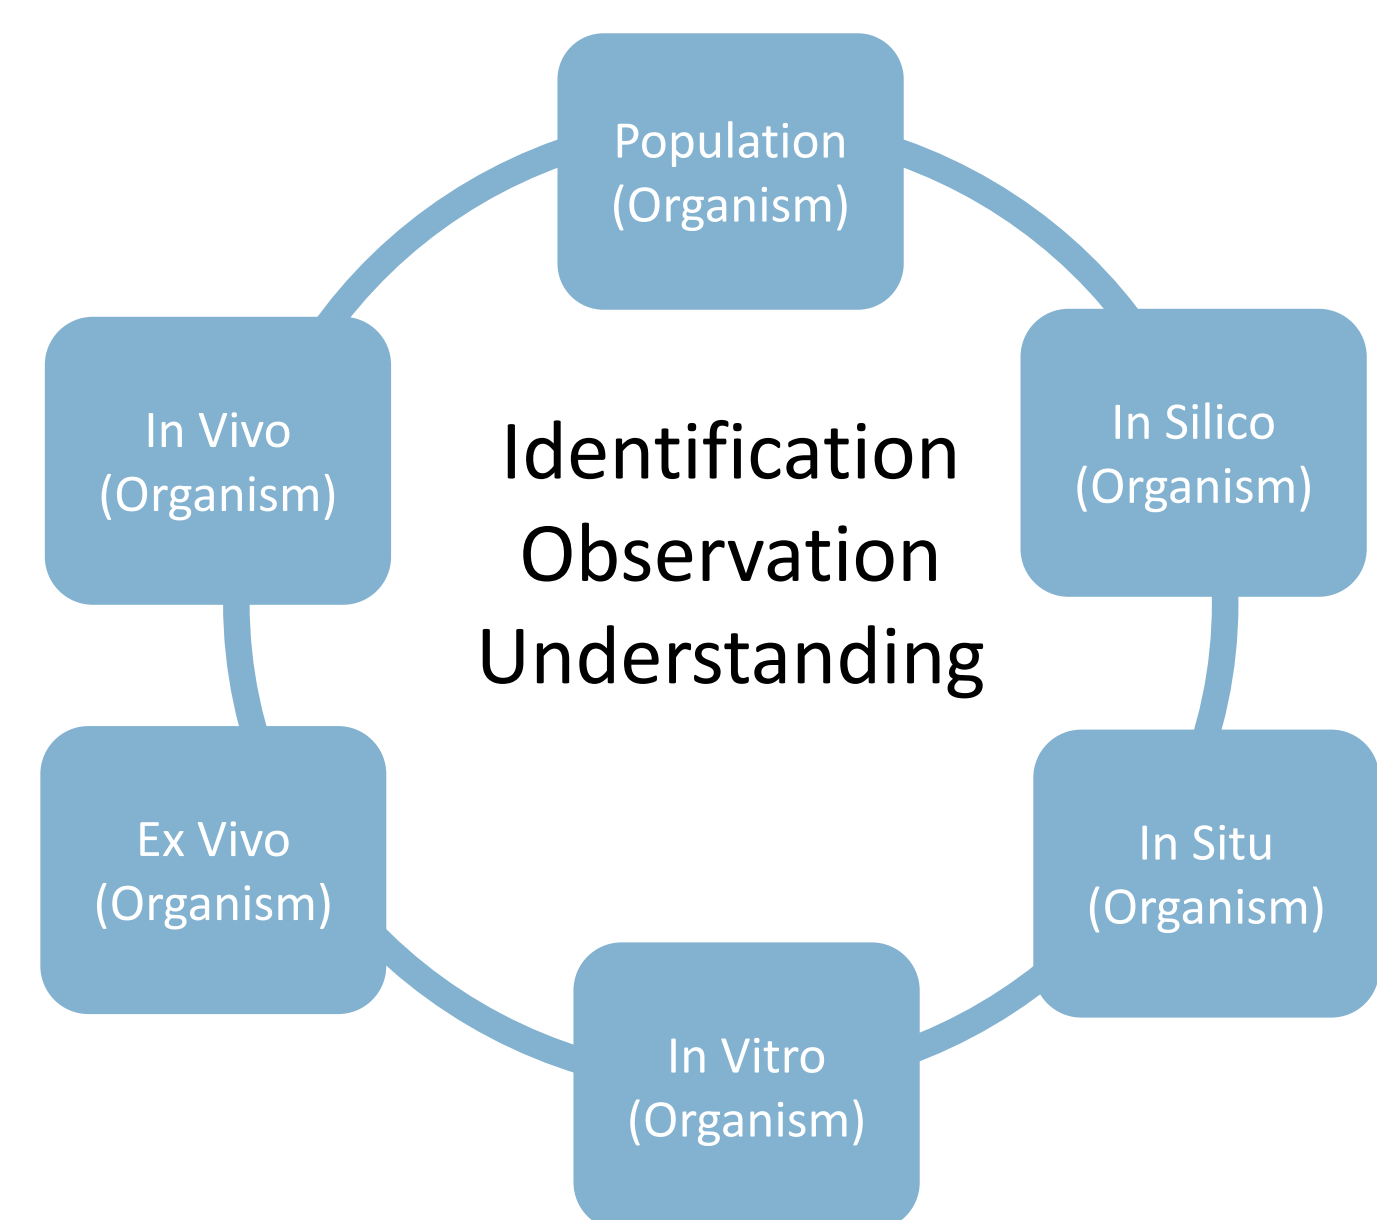 Population
(Organism)
In Silico
(Organism)
In Situ
(Organism)
In Vitro
(Organism)
Ex Vivo
(Organism)
In Vivo
(Organism)
Identification
Observation
Understanding